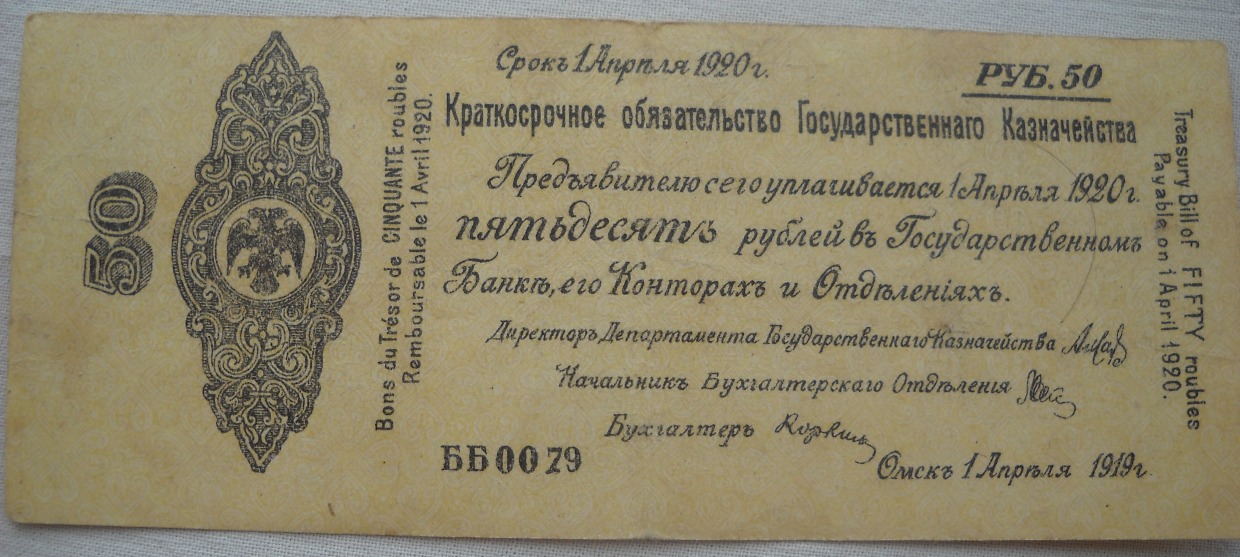 50
Bons du Trésor de CINQUANTE roubles
Remboursable le 1 Avril 1920.
Срокъ 1 Апрѣля 1920 г.
РУБ. 50
Краткосрочное обязательство Государственнаго Казначейства
Предъявителю сего уплачивается 1 Апрѣля 1920 г.
пятьдесятъ рублей въ Государственномъ
Банкѣ, его Конторахъ и Отдѣленіяхъ.
Директоръ Департамента Государственнаго Казначейства
Начальникъ Бухгалтерскаго Отдѣленія
Бухгалтеръ
ББ0079
Омскъ 1 Апрѣля 1919 г.
Treasury Bill of FIFTY roubles
Payable on 1 April 1920.